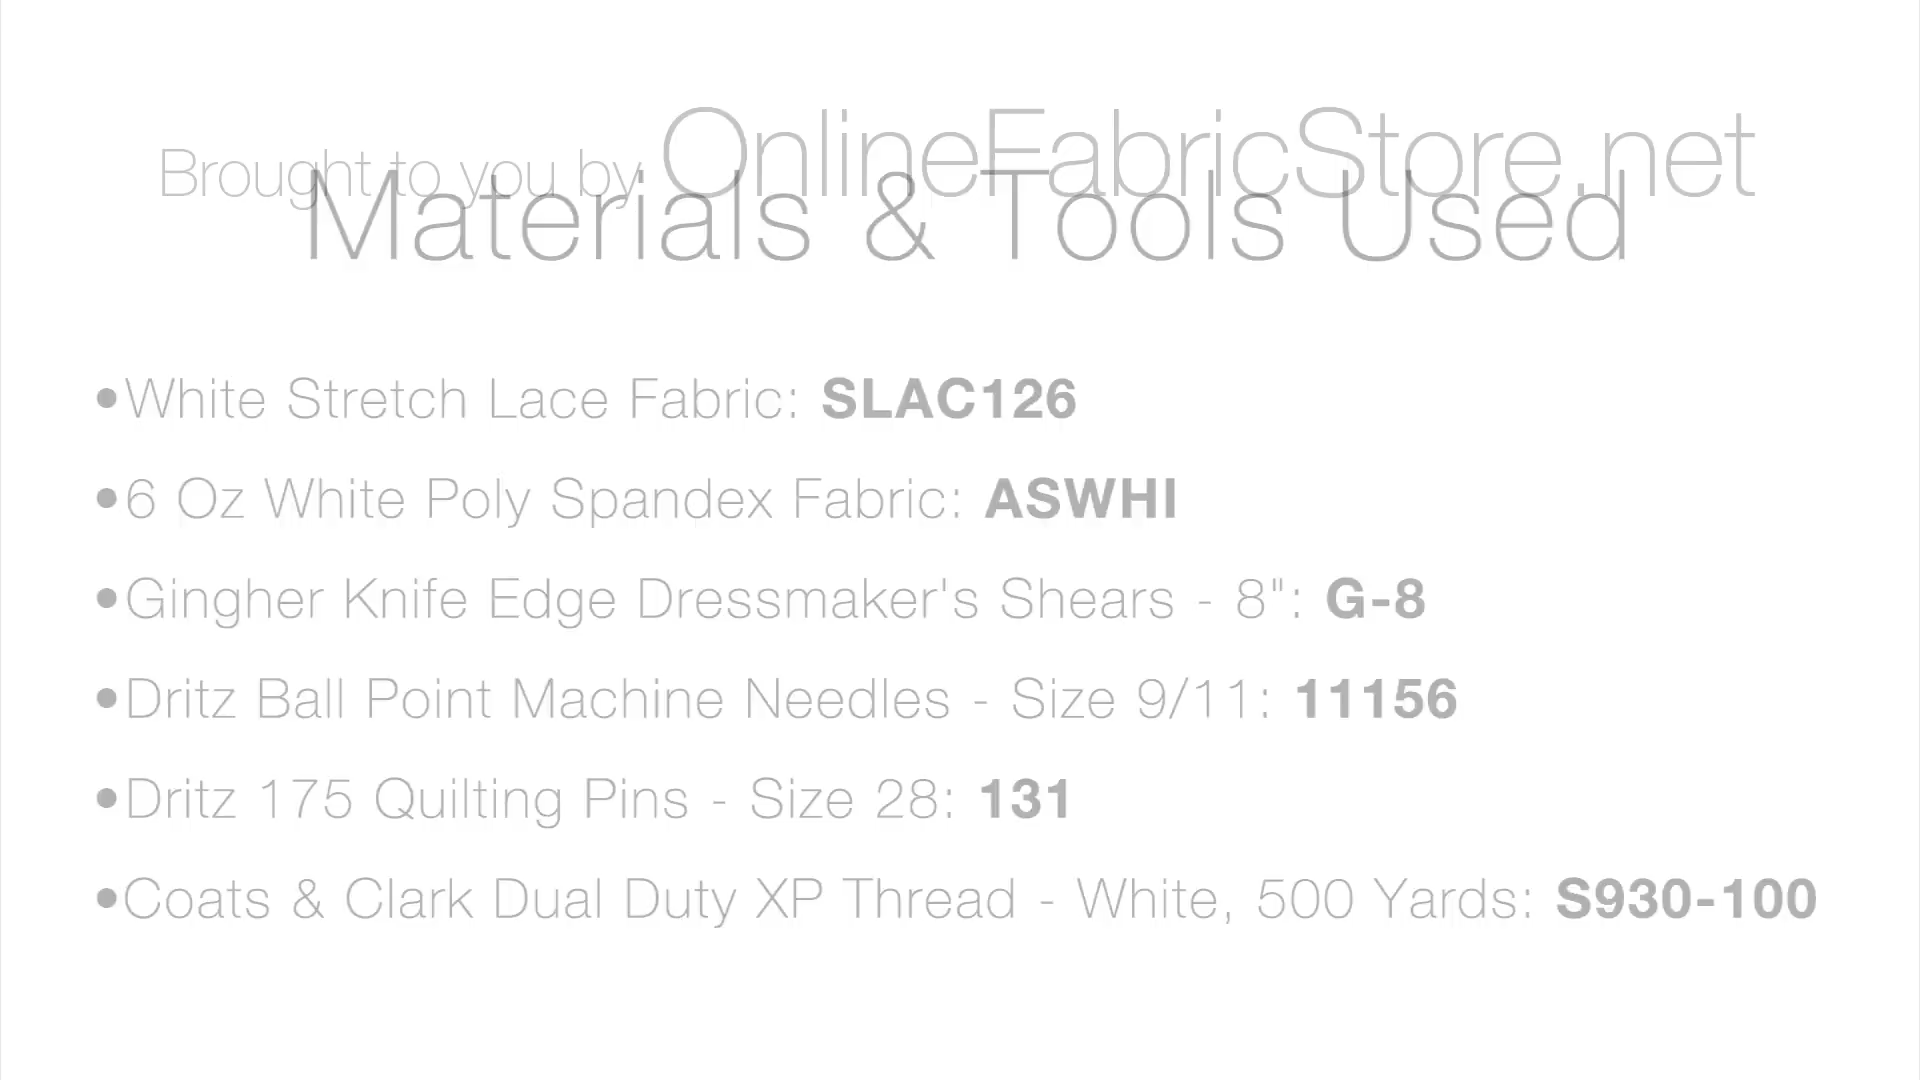 Brought to you by OnlineFabricStore.net
Materials & Tools Used
•White Stretch Lace Fabric: SLAC126
•6 Oz White Poly Spandex Fabric: ASWHI
•Gingher Knife Edge Dressmaker's Shears - 8": G-8
•Dritz Ball Point Machine Needles - Size 9/11: 11156
•Dritz 175 Quilting Pins - Size 28: 131
•Coats & Clark Dual Duty XP Thread - White, 500 Yards: S930-100